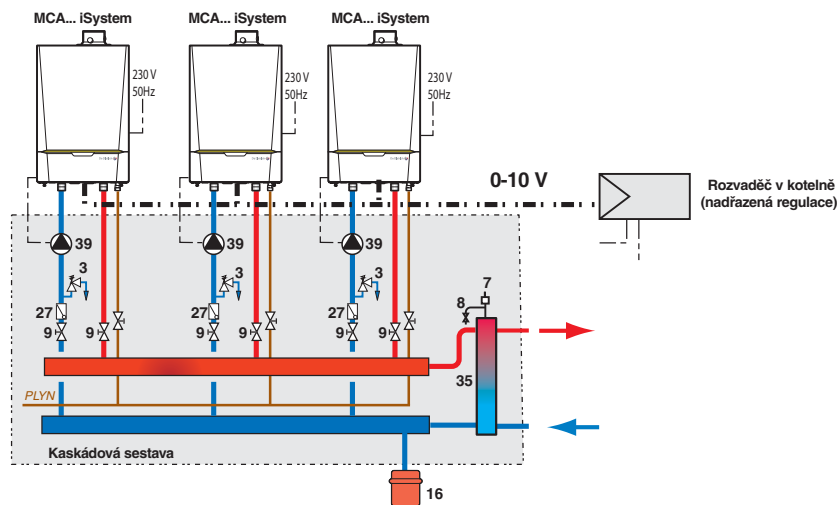 MCA... iSystem
MCA... iSystem
MCA... iSystem
230 V
50Hz
230 V
50Hz
230 V
50Hz
0-10 V
Rozvaděč v kotelně
(nadřazená regulace)
39
39
39
3
3
3
7
8
27
27
27
9
9
9
9
9
9
35
PLYN
Kaskádová sestava
16